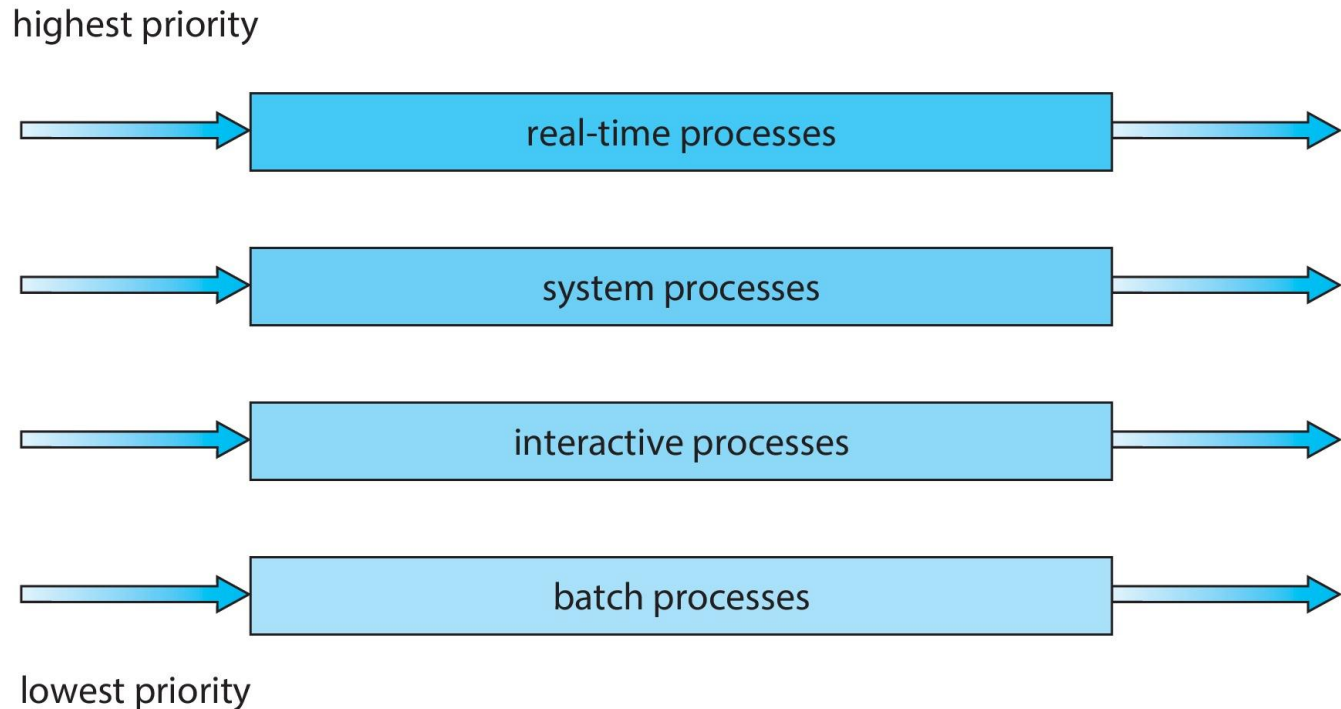 highest priority
real-time processes
system processes
interactive processes
batch processes
lowest priority